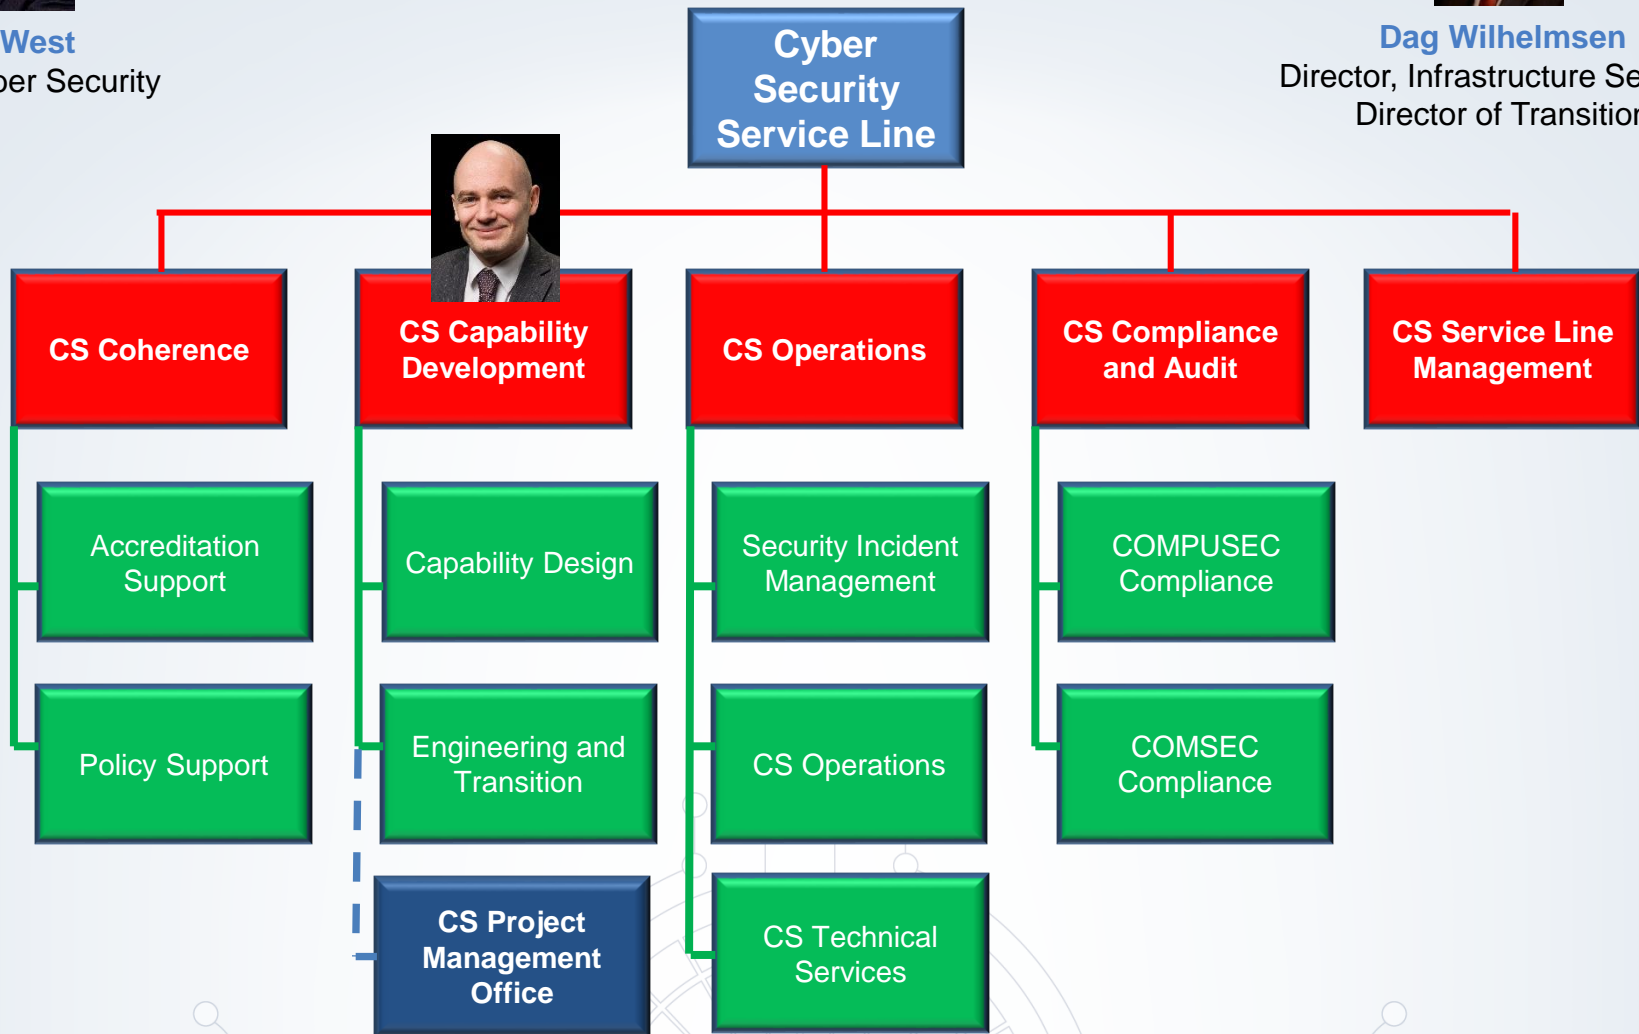 West
ber Security
Dag Wilhelmsen
Director, Infrastructure Se
Director of Transition
Cyber
Security
Service Line
CS Coherence
CS Capability
Development
CS Operations
CS Compliance
and Audit
CS Service Line
Management
Accreditation
Support
Capability Design
Security Incident
Management
COMPUSEC
Compliance
Policy Support
Engineering and
Transition
CS Operations
COMSEC
Compliance
CS Project
Management
Office
CS Technical
Services